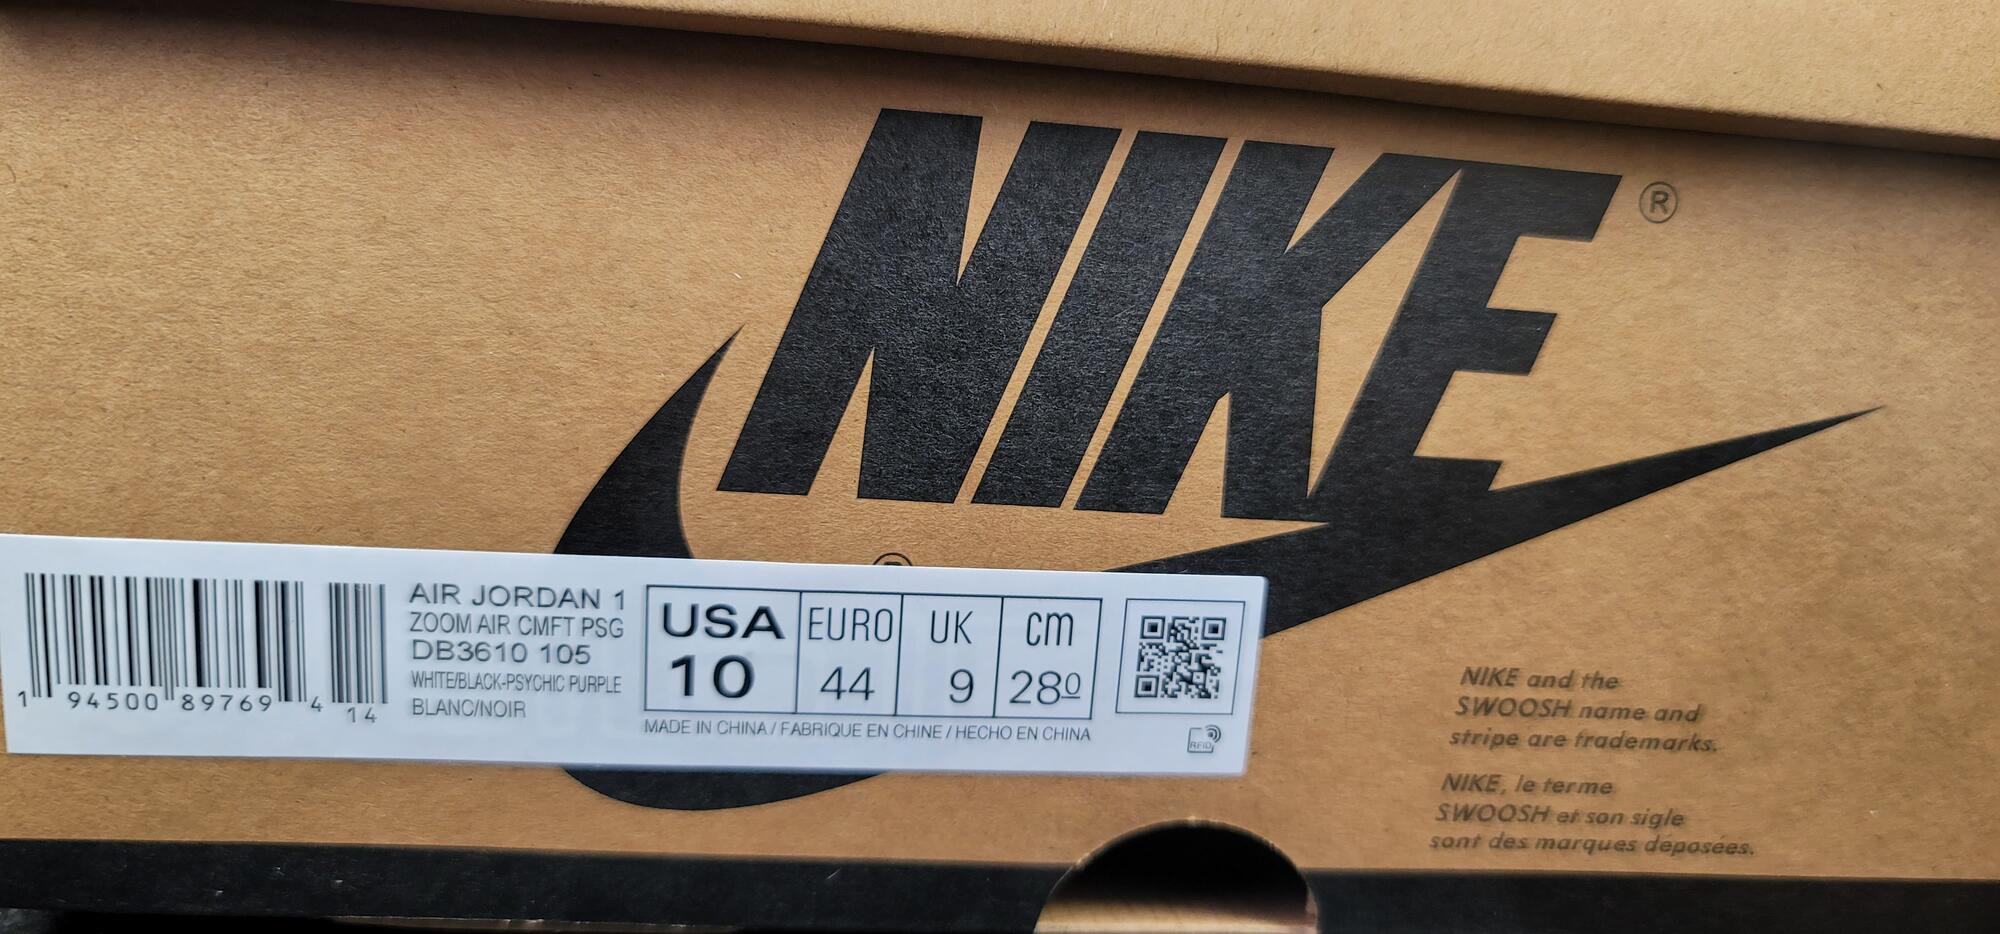 NIKE ®
®
AIR JORDAN 1
ZOOM AIR CMFT PSG
DB3610 105
WHITE/BLACK-PSYCHIC PURPLE
BLANC/NOIR
1 94500 89769 4 14
USA EURO UK cm
10 44 9 280
MADE IN CHINA / FABRIQUE EN CHINE / HECHO EN CHINA
RFID
NIKE and the
SWOOSH name and
stripe are trademarks.
NIKE, le terme
SWOOSH et son sigle
sont des marques déposées.